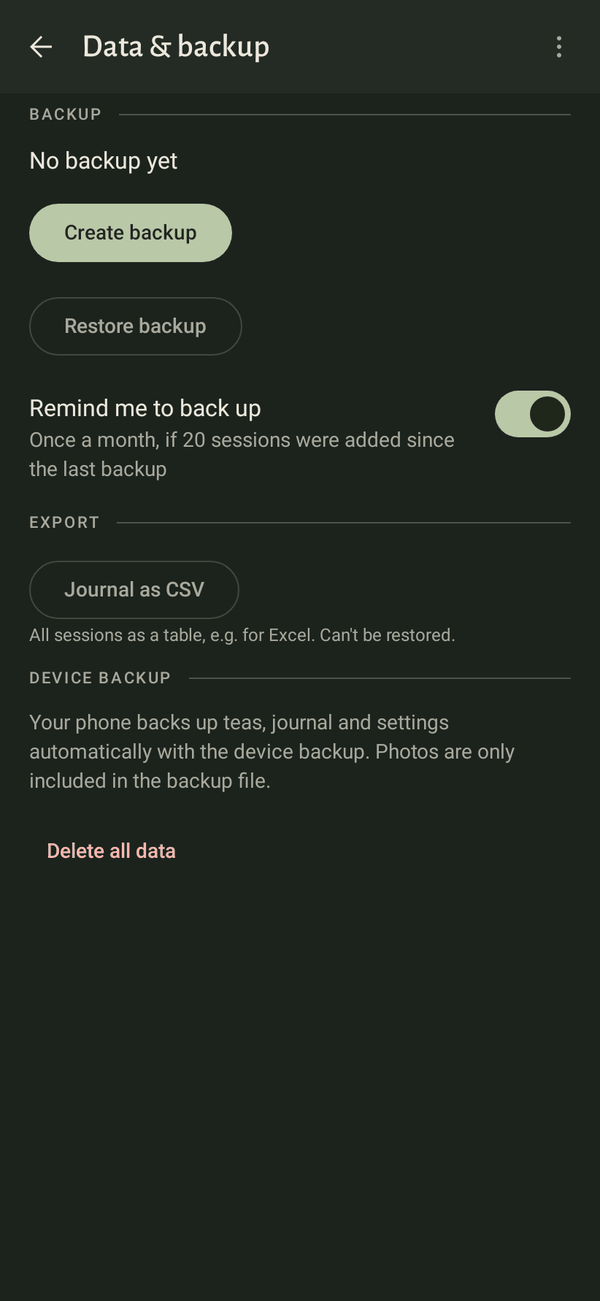 Data & backup
BACKUP
No backup yet
Create backup
Restore backup
Remind me to back up
Once a month, if 20 sessions were added since
the last backup
EXPORT
Journal as CSV
All sessions as a table, e.g. for Excel. Can't be restored.
DEVICE BACKUP
Your phone backs up teas, journal and settings
automatically with the device backup. Photos are only
included in the backup file.
Delete all data